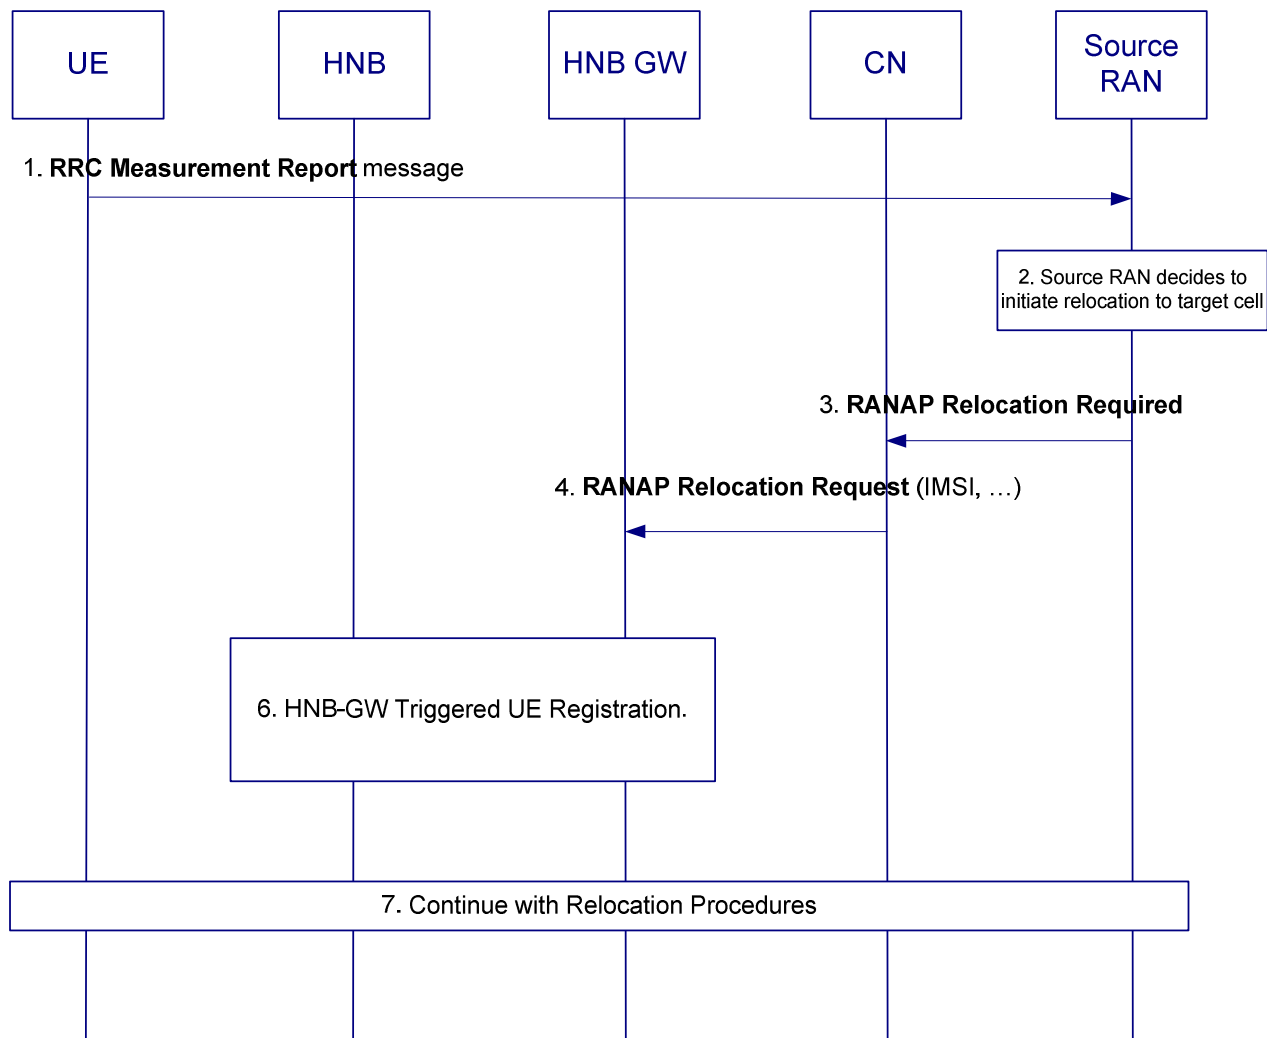 UE
HNB
HNB GW
CN
Source
RAN
1. RRC Measurement Report message
2. Source RAN decides to
initiate relocation to target cell
3. RANAP Relocation Required
4. RANAP Relocation Request (IMSI, …)
6. HNB-GW Triggered UE Registration.
7. Continue with Relocation Procedures